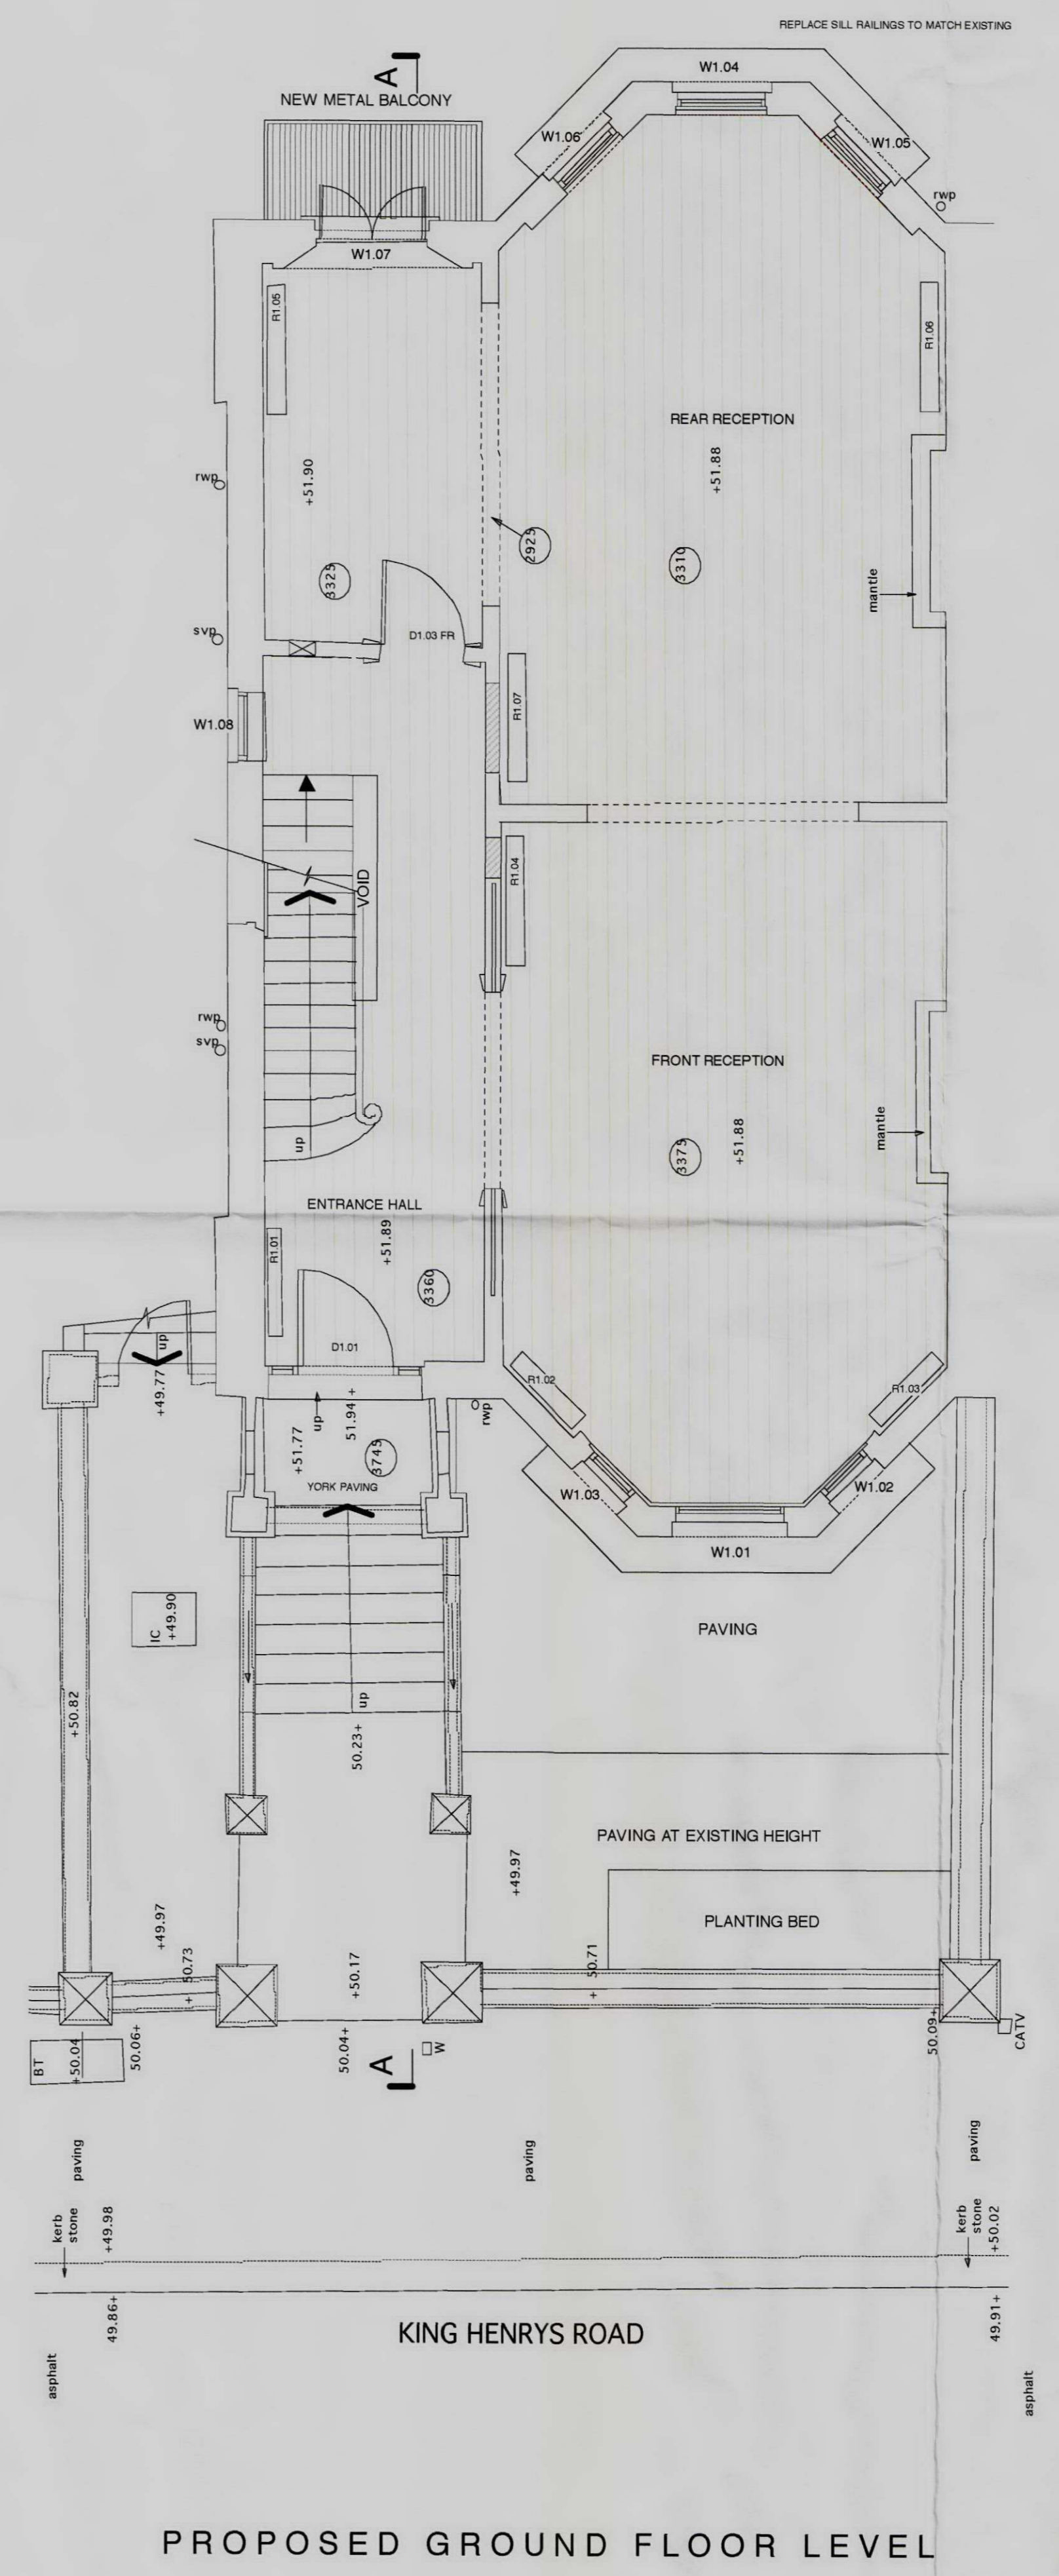 REPLACE SILL RAILINGS TO MATCH EXISTING
A
NEW METAL BALCONY
W1.04
W1.06
W1.05
rwp
W1.07
R1.05
R1.06
REAR RECEPTION
+51.90
+51.88
rwp
2925
3325
3310
mantle
svp
D1.03 FR
R1.07
W1.08
VOID
R1.04
rwp
svp
FRONT RECEPTION
up
mantle
+51.88
3375
ENTRANCE HALL
R1.01
+51.89
3360
up
D1.01
R1.02
R1.03
+49.77
up
51.94 +
rwp
+51.77
3745
YORK PAVING
W1.03
W1.02
W1.01
IC
+49.90
PAVING
+50.82
up
50.23+
PAVING AT EXISTING HEIGHT
+49.97
PLANTING BED
+49.97
+ 50.73
+50.17
+ 50.71
BT
+50.04
50.06+
50.04+
A
W
50.09+
CATV
paving
paving
paving
kerb
stone
+49.98
kerb
stone
+50.02
49.86+
KING HENRYS ROAD
49.91+
asphalt
asphalt
PROPOSED GROUND FLOOR LEVEL